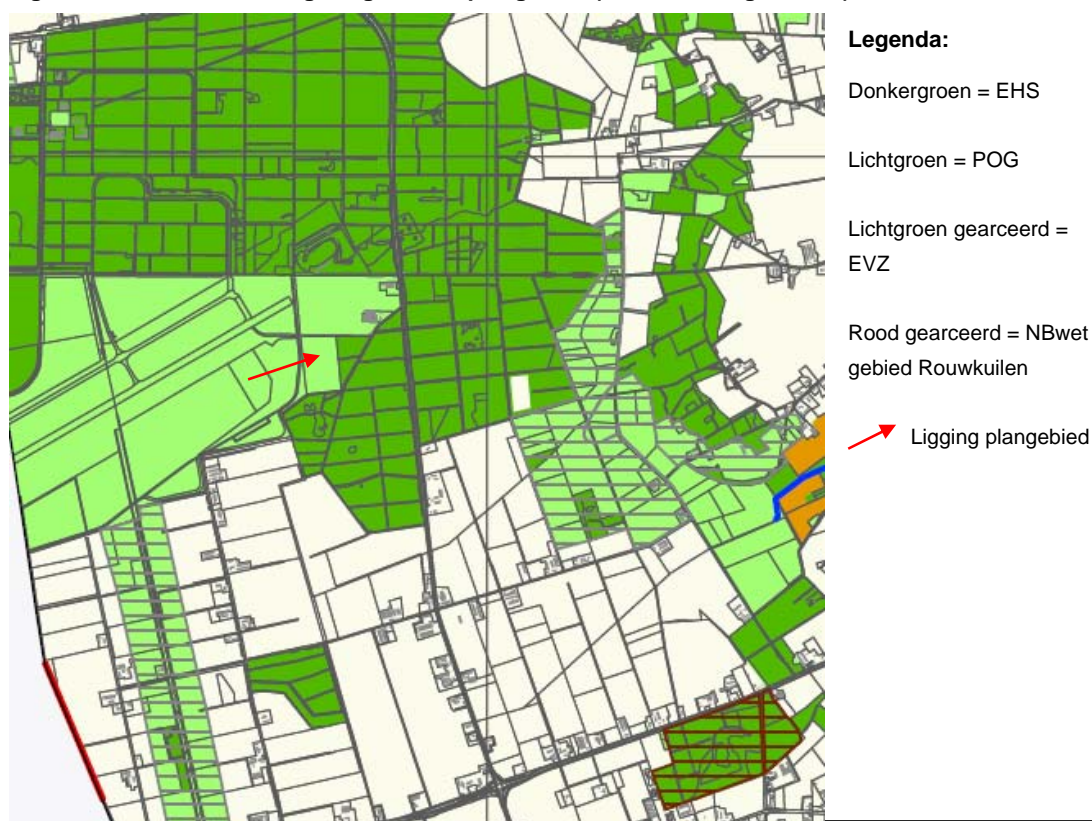 Legenda:
Donkergroen = EHS
Lichtgroen = POG
Lichtgroen gearceerd =
EVZ
Rood gearceerd = NBwet
gebied Rouwkuilen
Ligging plangebied